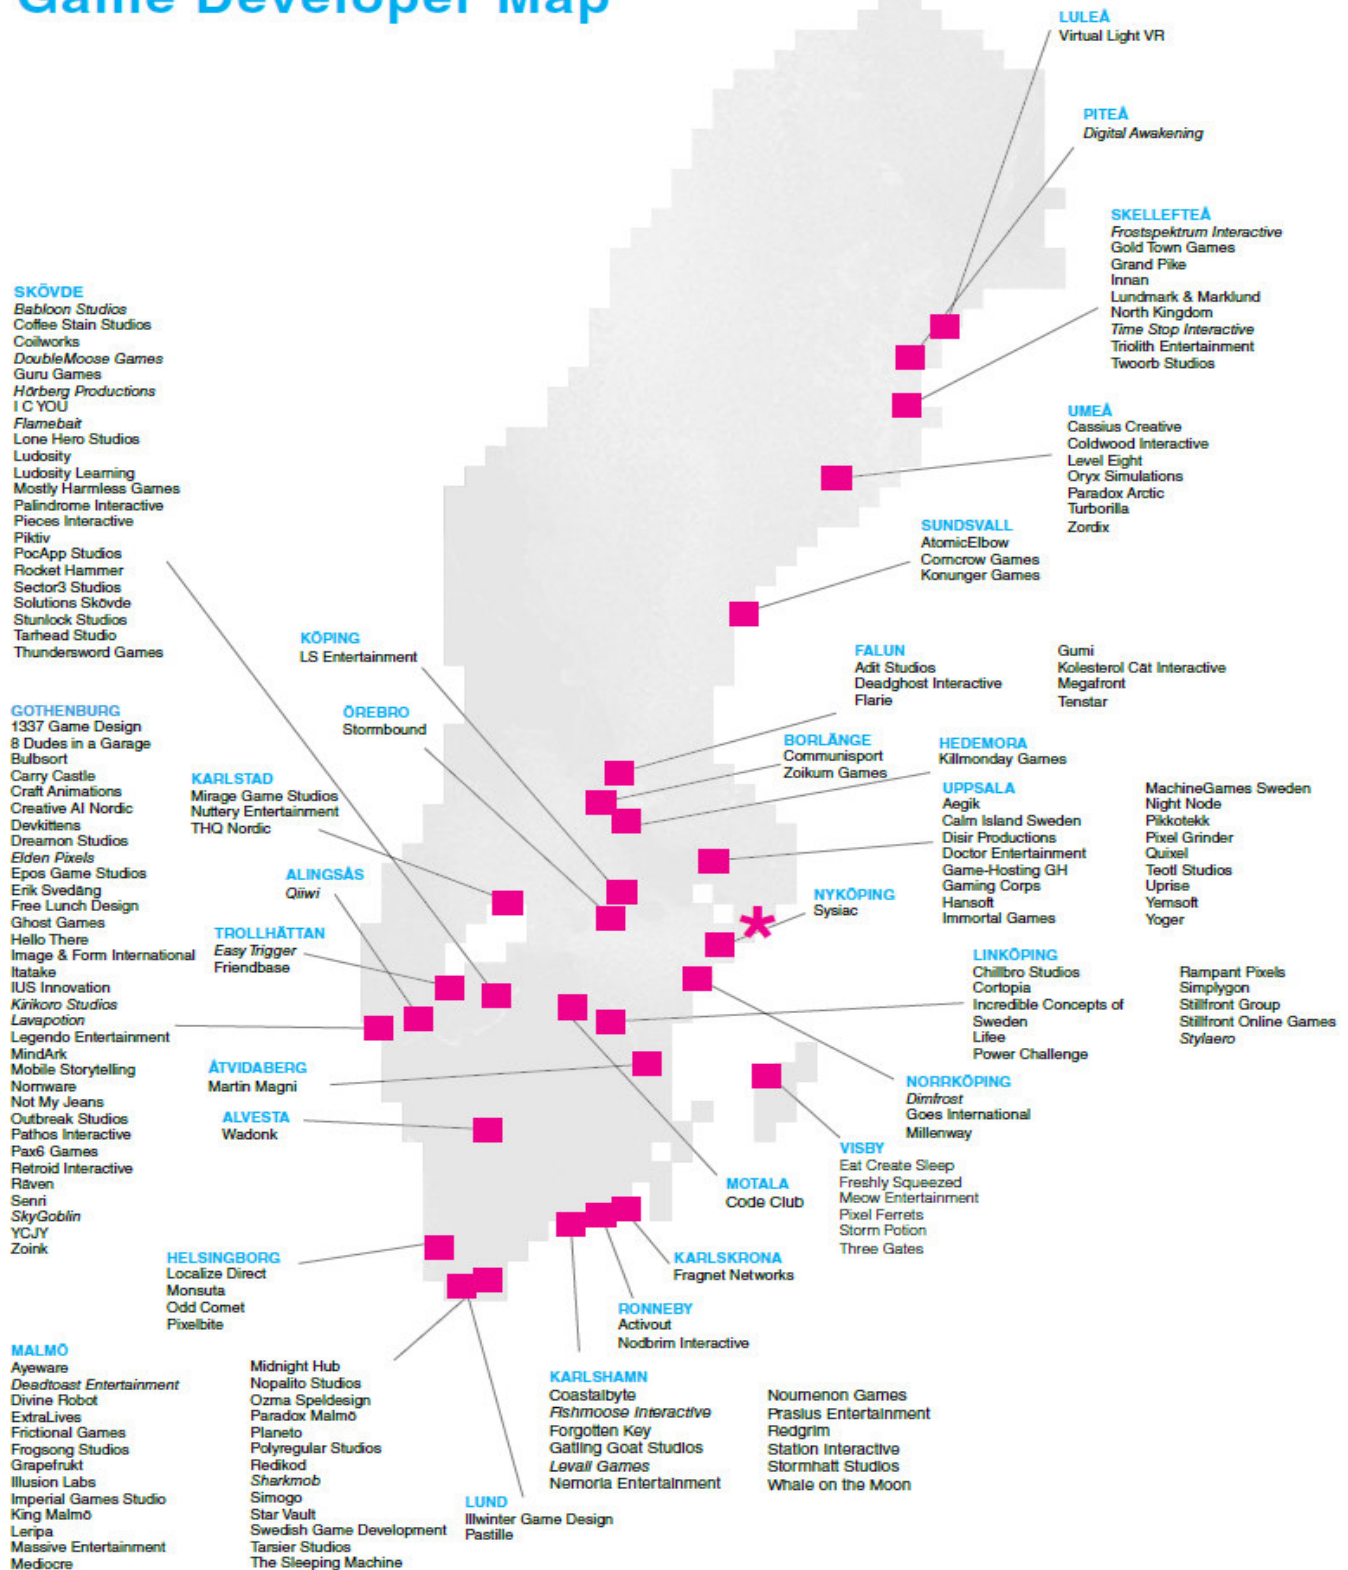 Game Developer Map
LULEÅ
Virtual Light VR
PITEÅ
Digital Awakening
SKELLEFTEÅ
Frostspektrum Interactive
Gold Town Games
Grand Pike
Innan
Lundmark & Marklund
North Kingdom
Time Stop Interactive
Triolith Entertainment
Twoorb Studios
UMEÅ
Cassius Creative
Coldwood Interactive
Level Eight
Oryx Simulations
Paradox Arctic
Turborilla
Zordix
SUNDSVALL
AtomicElbow
Corncrow Games
Konunger Games
SKÖVDE
Babloon Studios
Coffee Stain Studios
Coilworks
DoubleMoose Games
Guru Games
Hörberg Productions
I C YOU
Flamebait
Lone Hero Studios
Ludosity
Ludosity Learning
Mostly Harmless Games
Palindrome Interactive
Pieces Interactive
Piktiv
PocApp Studios
Rocket Hammer
Sector3 Studios
Solutions Skövde
Stunlock Studios
Tarhead Studio
Thundersword Games
KÖPING
LS Entertainment
ÖREBRO
Stormbound
FALUN
Adit Studios
Deadghost Interactive
Flarie
Gumi
Kolesterol Cät Interactive
Megafront
Tenstar
BORLÄNGE
Communisport
Zoikum Games
HEDEMORA
Killmonday Games
UPPSALA
Aegik
Calm Island Sweden
Disir Productions
Doctor Entertainment
Game-Hosting GH
Gaming Corps
Hansoft
Immortal Games
MachineGames Sweden
Night Node
Pikkotekk
Pixel Grinder
Quixel
Teotl Studios
Uprise
Yemsoft
Yoger
KARLSTAD
Mirage Game Studios
Nuttery Entertainment
THQ Nordic
ALINGSÅS
Qiiwi
TROLLHÄTTAN
Easy Trigger
Friendbase
GOTHENBURG
1337 Game Design
8 Dudes in a Garage
Bulbsort
Carry Castle
Craft Animations
Creative AI Nordic
Devkittens
Dreamon Studios
Elden Pixels
Epos Game Studios
Erik Svedäng
Free Lunch Design
Ghost Games
Hello There
Image & Form International
Itatake
IUS Innovation
Kirikoro Studios
Lavapotion
Legendo Entertainment
MindArk
Mobile Storytelling
Nornware
Not My Jeans
Outbreak Studios
Pathos Interactive
Pax6 Games
Retroid Interactive
Räven
Senri
SkyGoblin
YCJY
Zoink
NYKÖPING
Sysiac
*
LINKÖPING
Chillbro Studios
Cortopia
Incredible Concepts of
Sweden
Lifee
Power Challenge
Rampant Pixels
Simplygon
Stillfront Group
Stillfront Online Games
Stylaero
ÅTVIDABERG
Martin Magni
ALVESTA
Wadonk
NORRKÖPING
Dimfrost
Goes International
Millenway
VISBY
Eat Create Sleep
Freshly Squeezed
Meow Entertainment
Pixel Ferrets
Storm Potion
Three Gates
MOTALA
Code Club
KARLSKRONA
Fragnet Networks
RONNEBY
Activout
Nodbrim Interactive
HELSINGBORG
Localize Direct
Monsuta
Odd Comet
Pixelbite
KARLSHAMN
Coastalbyte
Fishmoose Interactive
Forgotten Key
Gatling Goat Studios
Levall Games
Nemoria Entertainment
Noumenon Games
Prasius Entertainment
Redgrim
Station Interactive
Stormhatt Studios
Whale on the Moon
MALMÖ
Ayeware
Deadtoast Entertainment
Divine Robot
ExtraLives
Frictional Games
Frogsong Studios
Grapefrukt
Illusion Labs
Imperial Games Studio
King Malmö
Leripa
Massive Entertainment
Mediocre
Midnight Hub
Nopalito Studios
Ozma Speldesign
Paradox Malmö
Planeto
Polyregular Studios
Redikod
Sharkmob
Simogo
Star Vault
Swedish Game Development
Tarsier Studios
The Sleeping Machine
LUND
Illwinter Game Design
Pastille